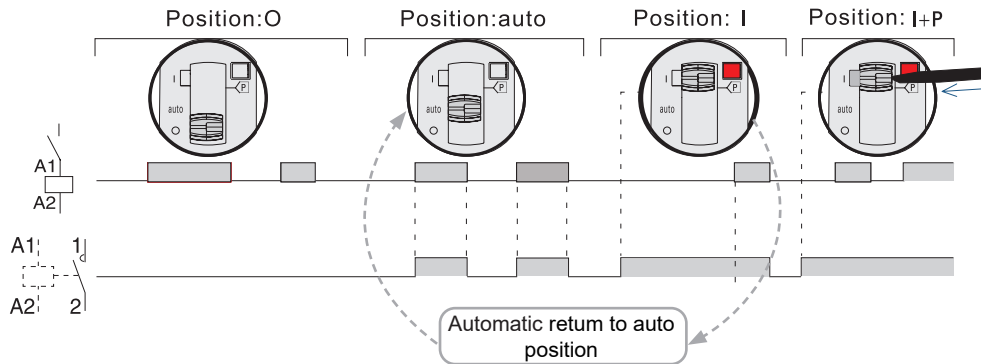 Position:O
Position:auto
Position: I
Position: I+P
I
P
auto
I
P
auto
I
P
auto
I
P
auto
A1
A2
A1 1
A2 2
Automatic return to auto
position